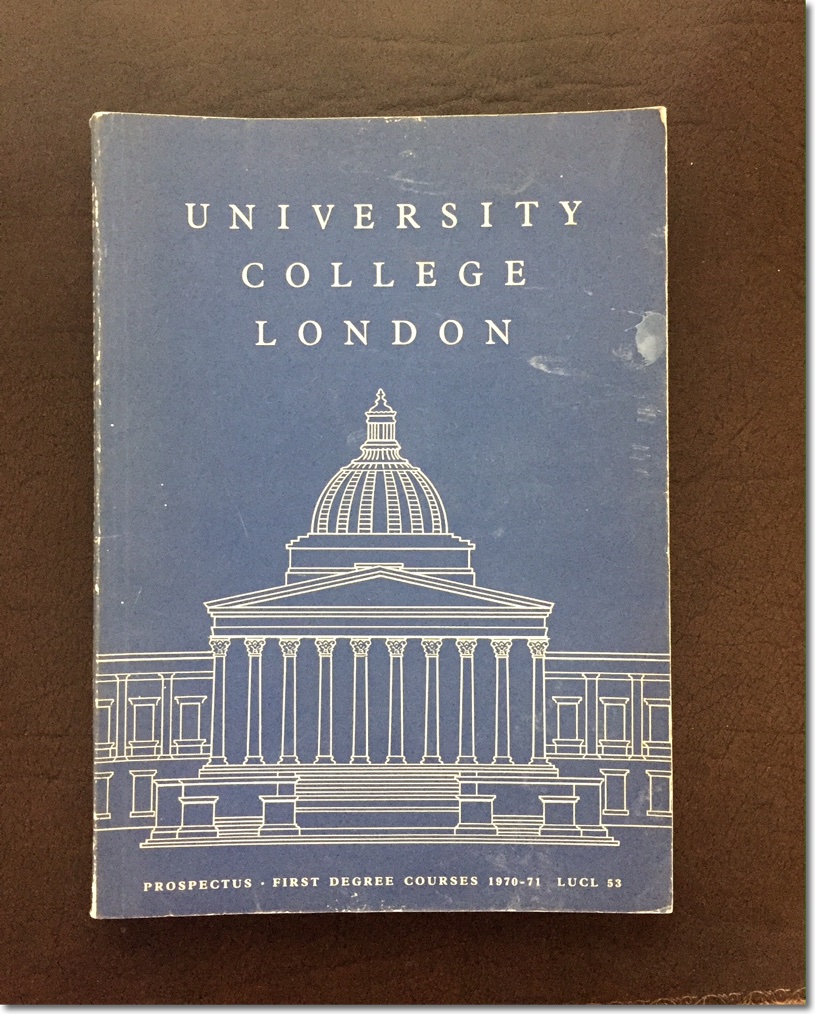 UNIVERSITY
COLLEGE
LONDON
PROSPECTUS · FIRST DEGREE COURSES 1970-71 LUCL 53